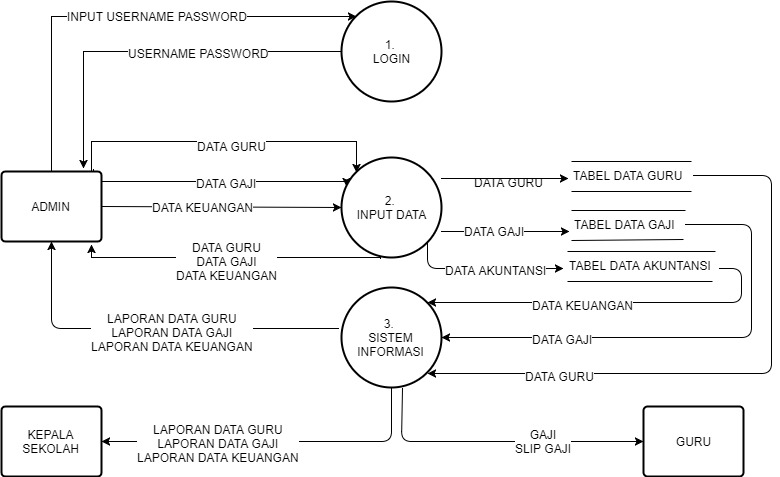 INPUT USERNAME PASSWORD
USERNAME PASSWORD
1.
LOGIN
DATA GURU
DATA GAJI
DATA KEUANGAN
ADMIN
2.
INPUT DATA
DATA GURU
TABEL DATA GURU
DATA GAJI
TABEL DATA GAJI
DATA AKUNTANSI
TABEL DATA AKUNTANSI
DATA GURU
DATA GAJI
DATA KEUANGAN
DATA KEUANGAN
DATA GAJI
DATA GURU
LAPORAN DATA GURU
LAPORAN DATA GAJI
LAPORAN DATA KEUANGAN
3.
SISTEM
INFORMASI
KEPALA
SEKOLAH
LAPORAN DATA GURU
LAPORAN DATA GAJI
LAPORAN DATA KEUANGAN
GAJI
SLIP GAJI
GURU